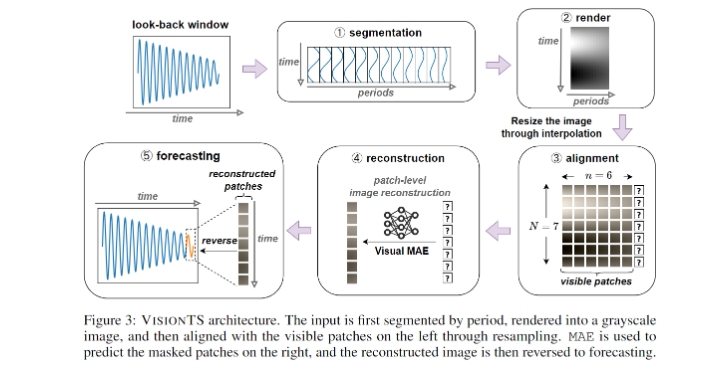 look-back window
time
① segmentation
time
periods
② render
time
periods
Resize the image
through interpolation
③ alignment
n = 6
N = 7
? ? ? ? ? ? ?
visible patches
④ reconstruction
patch-level
image reconstruction
? ? ? ? ? ? ?
Visual MAE
⑤ forecasting
reconstructed
patches
time
reverse
time
Figure 3: VISIONTS architecture. The input is first segmented by period, rendered into a grayscale
image, and then aligned with the visible patches on the left through resampling. MAE is used to
predict the masked patches on the right, and the reconstructed image is then reversed to forecasting.